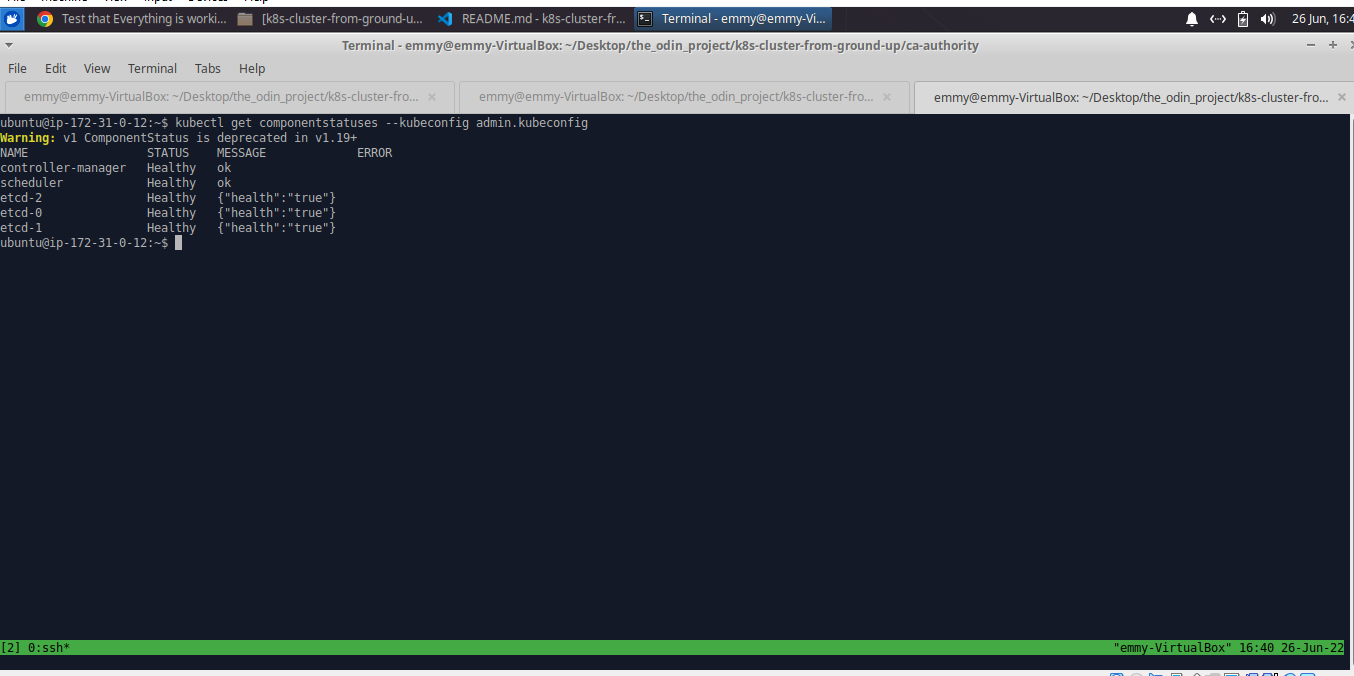 Test that Everything is worki... [k8s-cluster-from-ground-u... README.md - k8s-cluster-fr... Terminal - emmy@emmy-Vi... 26 Jun, 16:4
Terminal - emmy@emmy-VirtualBox: ~/Desktop/the_odin_project/k8s-cluster-from-ground-up/ca-authority
File Edit View Terminal Tabs Help
emmy@emmy-VirtualBox: ~/Desktop/the_odin_project/k8s-cluster-fro... emmy@emmy-VirtualBox: ~/Desktop/the_odin_project/k8s-cluster-fro... emmy@emmy-VirtualBox: ~/Desktop/the_odin_project/k8s-cluster-fro...
ubuntu@ip-172-31-0-12:~$ kubectl get componentstatuses --kubeconfig admin.kubeconfig
Warning: v1 ComponentStatus is deprecated in v1.19+
NAME STATUS MESSAGE ERROR
controller-manager Healthy ok
scheduler Healthy ok
etcd-2 Healthy {"health":"true"}
etcd-0 Healthy {"health":"true"}
etcd-1 Healthy {"health":"true"}
ubuntu@ip-172-31-0-12:~$
[2] 0:ssh* "emmy-VirtualBox" 16:40 26-Jun-22